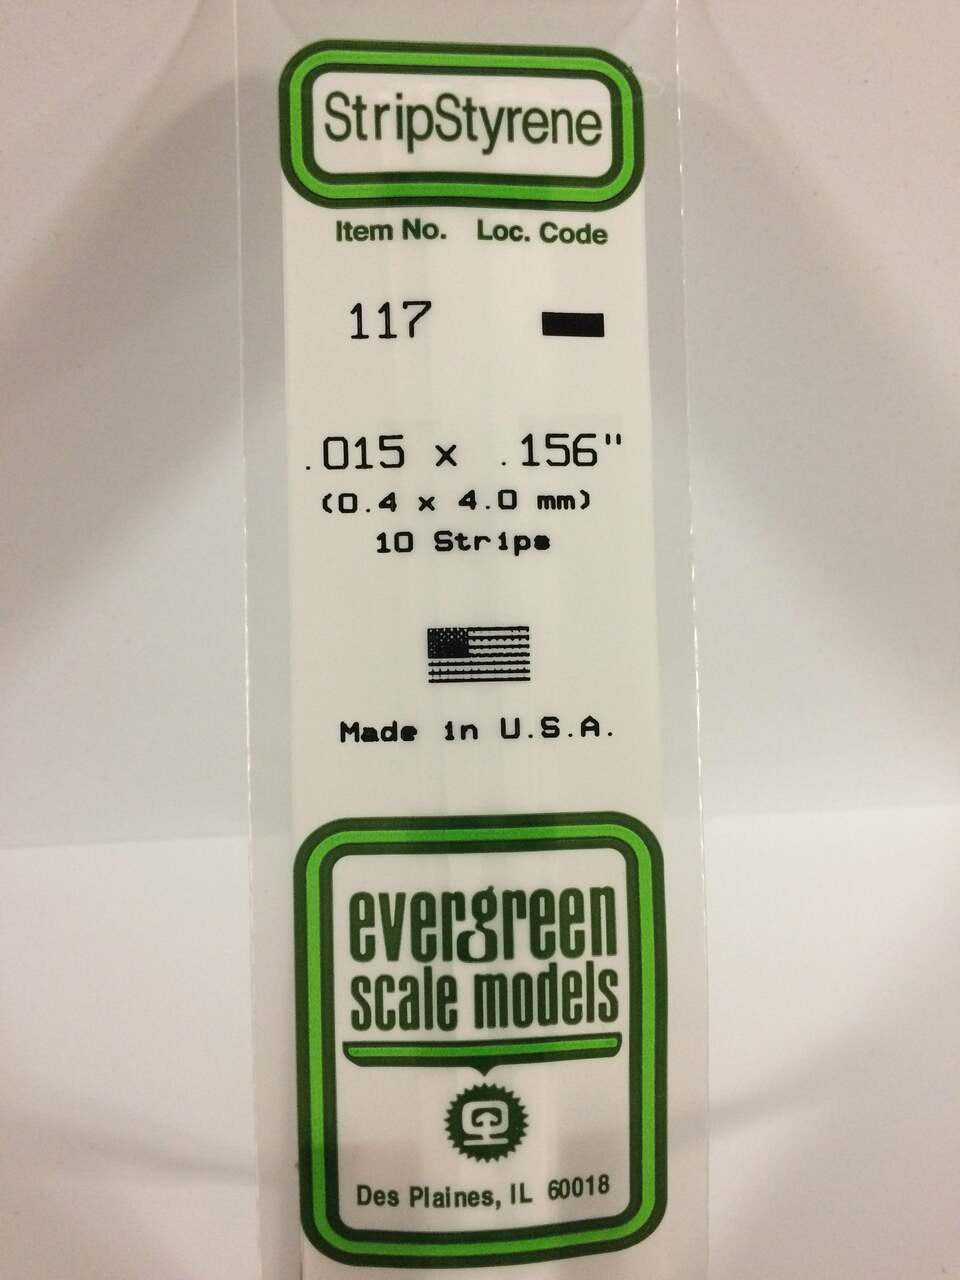 StripStyrene
Item No. Loc. Code
117
.015 x .156"
(0.4 x 4.0 mm)
10 Strips
Made in U.S.A.
evergreen
scale models
Des Plaines, IL 60018